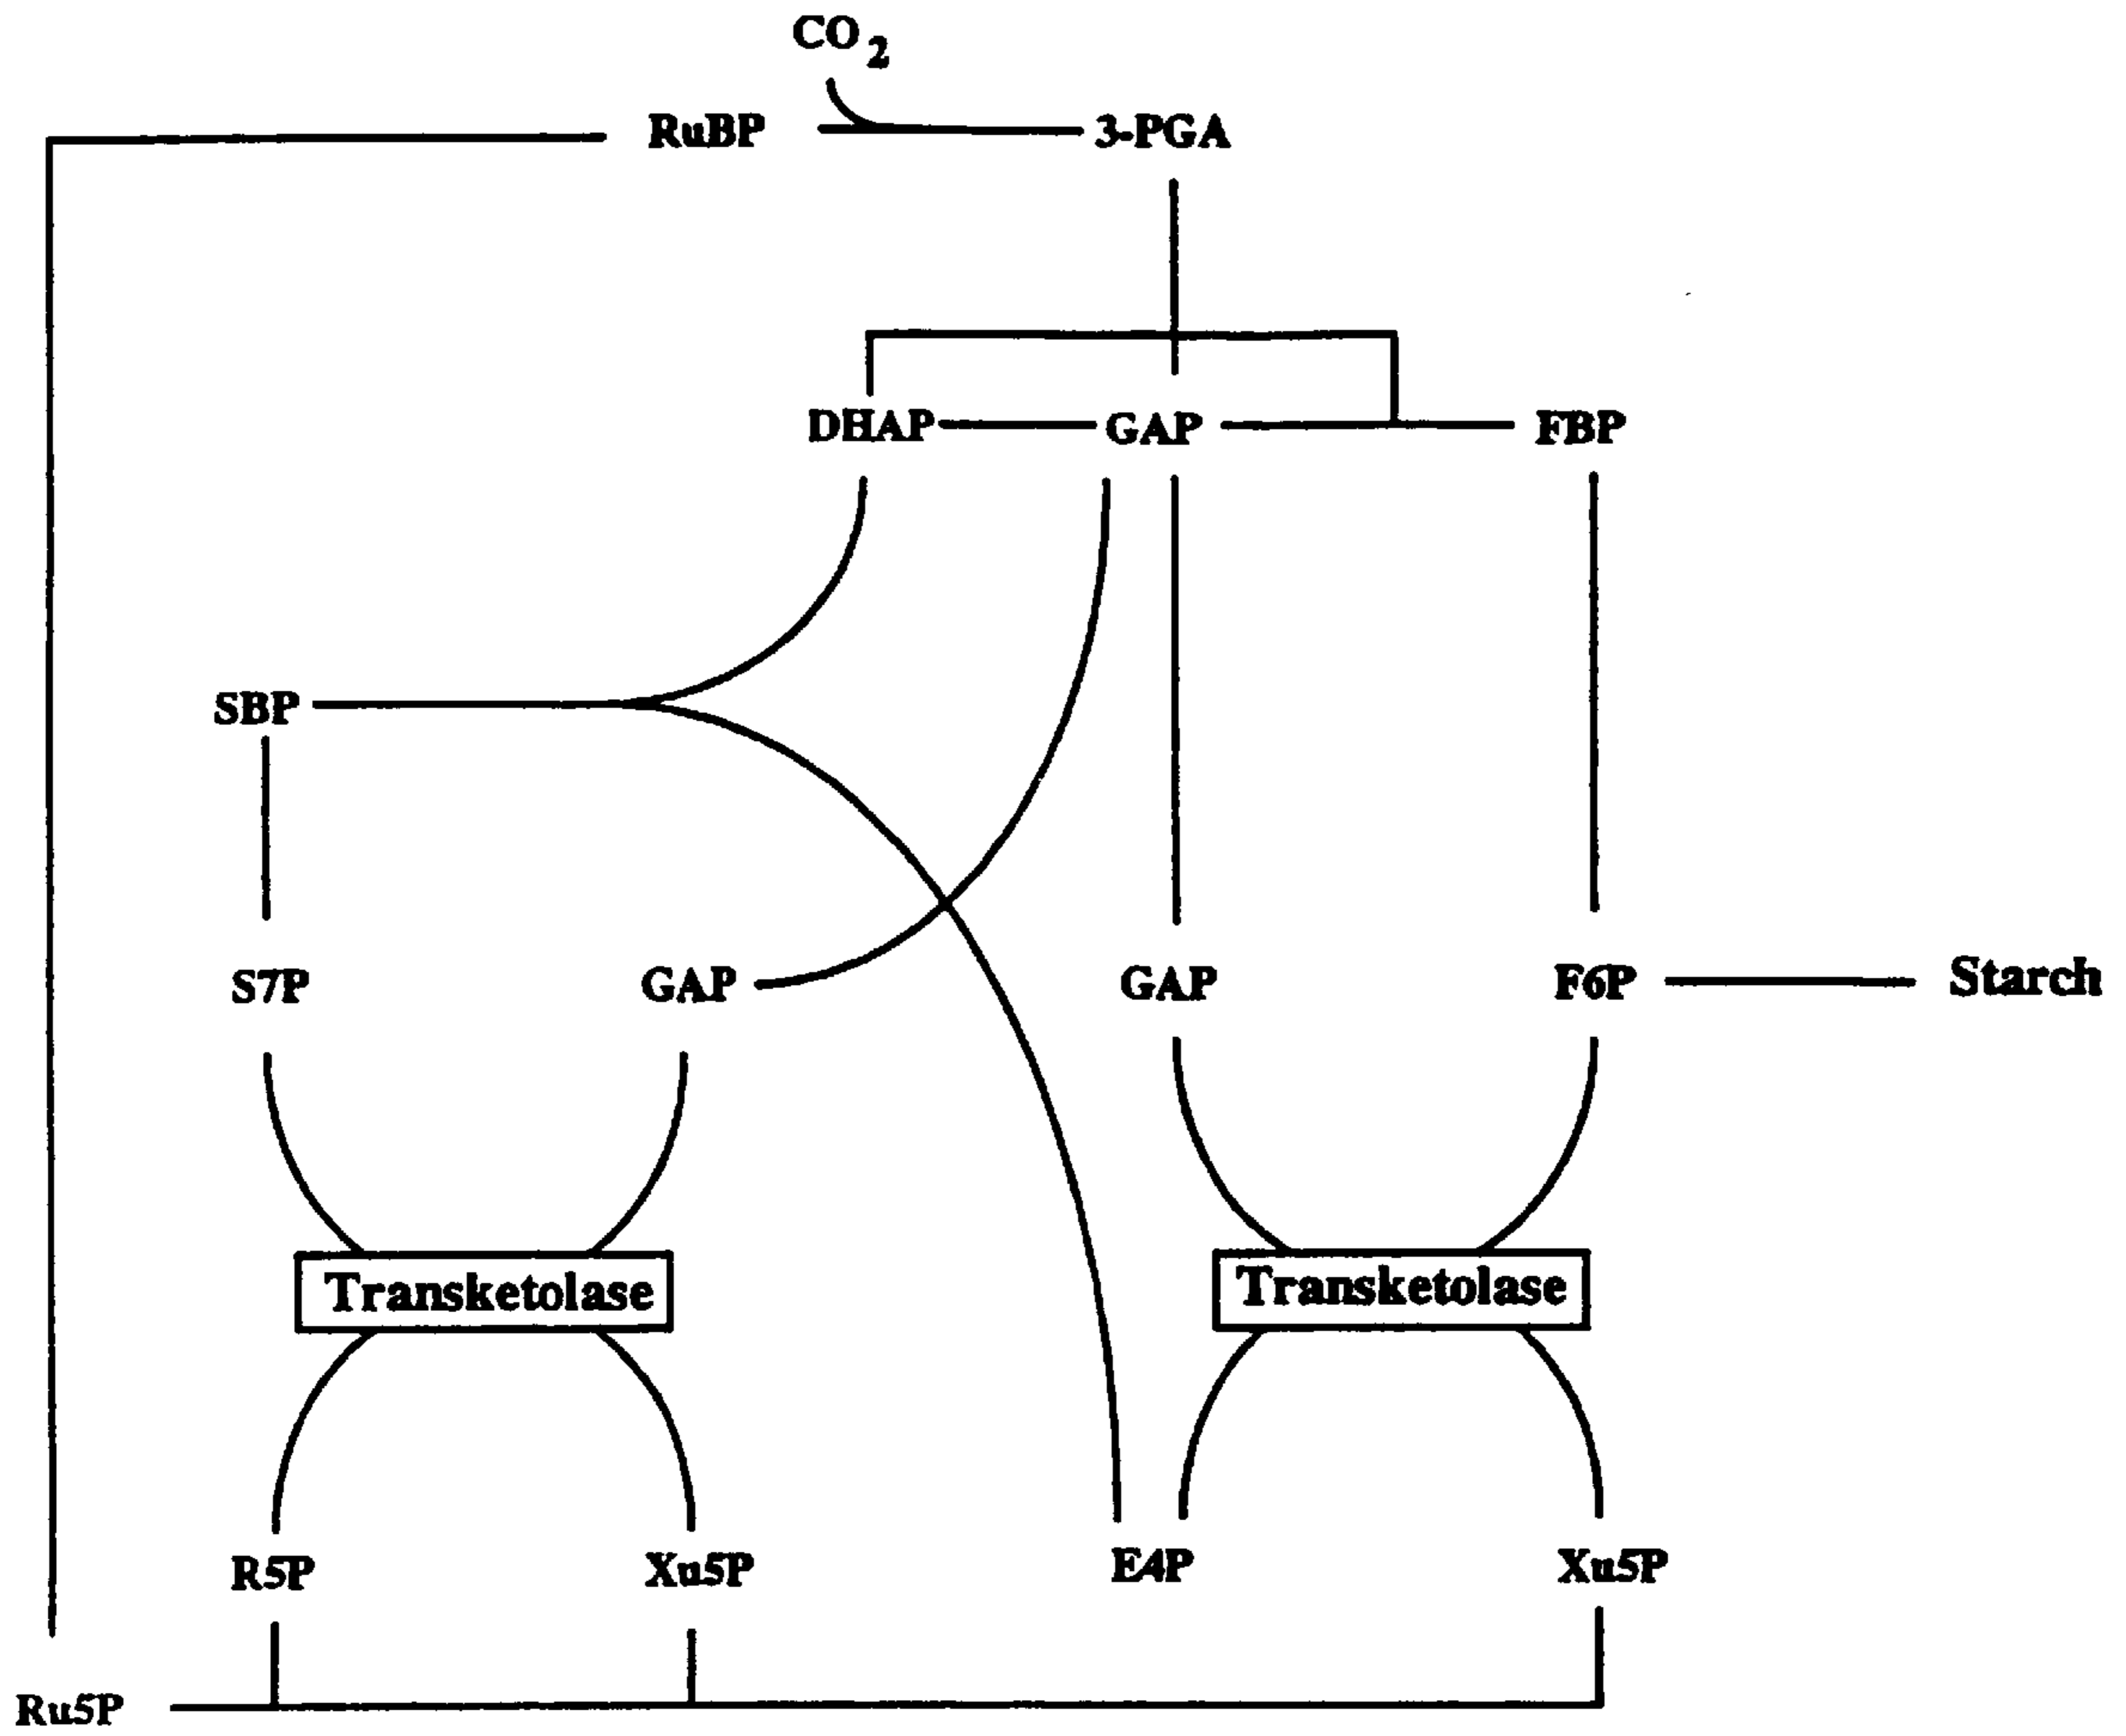 CO2
RuBP 3-PGA
DHAP GAP FBP
SBP
S7P GAP GAP F6P Starch
Transketolase Transketolase
R5P Xu5P E4P Xu5P
Ru5P